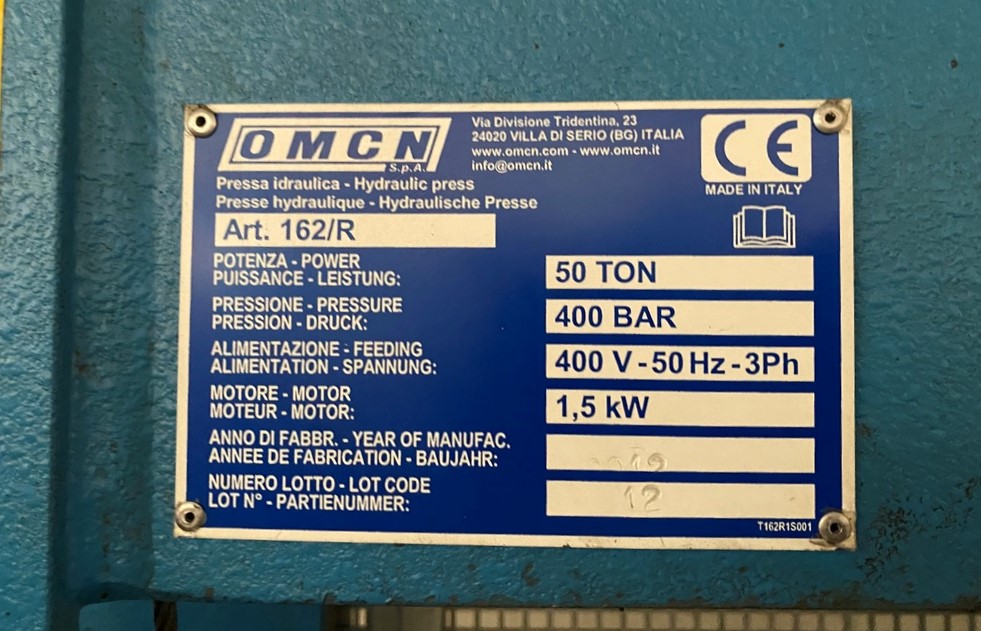 OMCN
S.p.A.
Via Divisione Tridentina, 23
24020 VILLA DI SERIO (BG) ITALIA
www.omcn.com - www.omcn.it
info@omcn.it
CE
MADE IN ITALY
Pressa idraulica - Hydraulic press
Presse hydraulique - Hydraulische Presse
Art. 162/R
POTENZA - POWER
PUISSANCE - LEISTUNG:
50 TON
PRESSIONE - PRESSURE
PRESSION - DRUCK:
400 BAR
ALIMENTAZIONE - FEEDING
ALIMENTATION - SPANNUNG:
400 V - 50 Hz - 3Ph
MOTORE - MOTOR
MOTEUR - MOTOR:
1,5 kW
ANNO DI FABBR. - YEAR OF MANUFAC.
ANNEE DE FABRICATION - BAUJAHR:
NUMERO LOTTO - LOT CODE
LOT N° - PARTIENUMMER:
12
T162R1S001